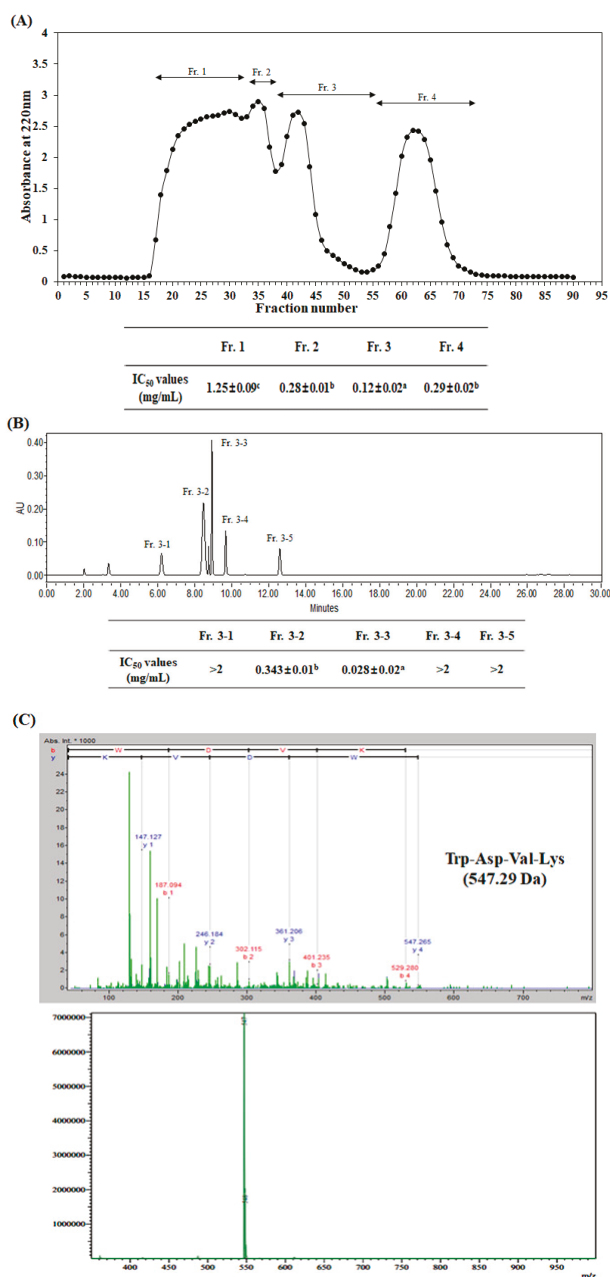 (A)
4
3.5
3
2.5
2
1.5
1
0.5
0
Absorbance at 220nm
Fr. 1
Fr. 2
Fr. 3
Fr. 4
0 5 10 15 20 25 30 35 40 45 50 55 60 65 70 75 80 85 90 95
Fraction number
Fr. 1 Fr. 2 Fr. 3 Fr. 4
IC50 values (mg/mL) 1.25±0.09c 0.28±0.01b 0.12±0.02a 0.29±0.02b
(B)
0.40
0.30
0.20
0.10
0.00
AU
Fr. 3-1
Fr. 3-2
Fr. 3-3
Fr. 3-4
Fr. 3-5
0.00 2.00 4.00 6.00 8.00 10.00 12.00 14.00 16.00 18.00 20.00 22.00 24.00 26.00 28.00 30.00
Minutes
Fr. 3-1 Fr. 3-2 Fr. 3-3 Fr. 3-4 Fr. 3-5
IC50 values (mg/mL) >2 0.343±0.01b 0.028±0.02a >2 >2
(C)
Abs. Int. * 1000
b W D V K
y K V D W
24
22
20
18
16
14
12
10
8
6
4
2
0
147.127
y 1
187.094
b 1
246.184
y 2
302.115
b 2
361.206
y 3
401.235
b 3
529.280
b 4
547.265
y 4
Trp-Asp-Val-Lys
(547.29 Da)
100 200 300 400 500 600 700 m/z
7000000
6000000
5000000
4000000
3000000
2000000
1000000
400 450 500 550 600 650 700 750 800 850 m/z